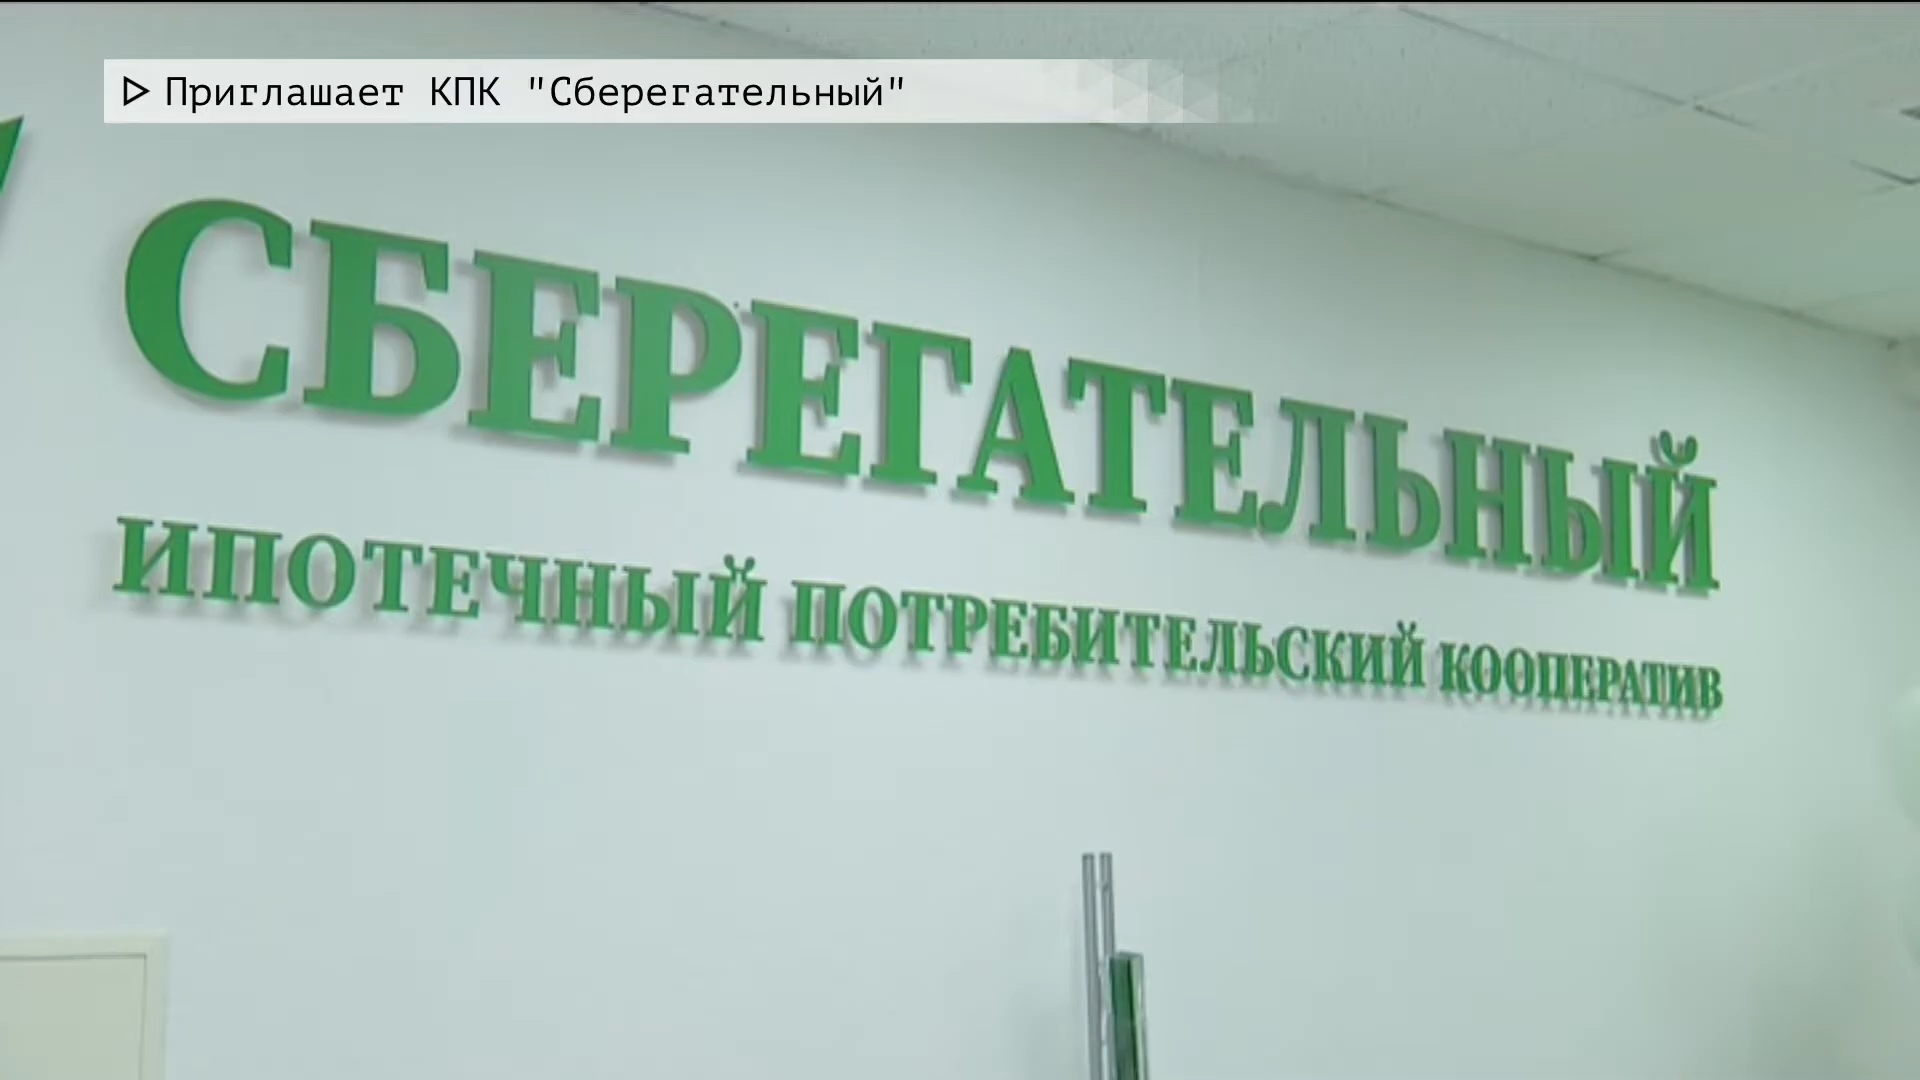 Приглашает КПК "Сберегательный"
СБЕРЕГАТЕЛЬНЫЙ
ИПОТЕЧНЫЙ ПОТРЕБИТЕЛЬСКИЙ КООПЕРАТИВ